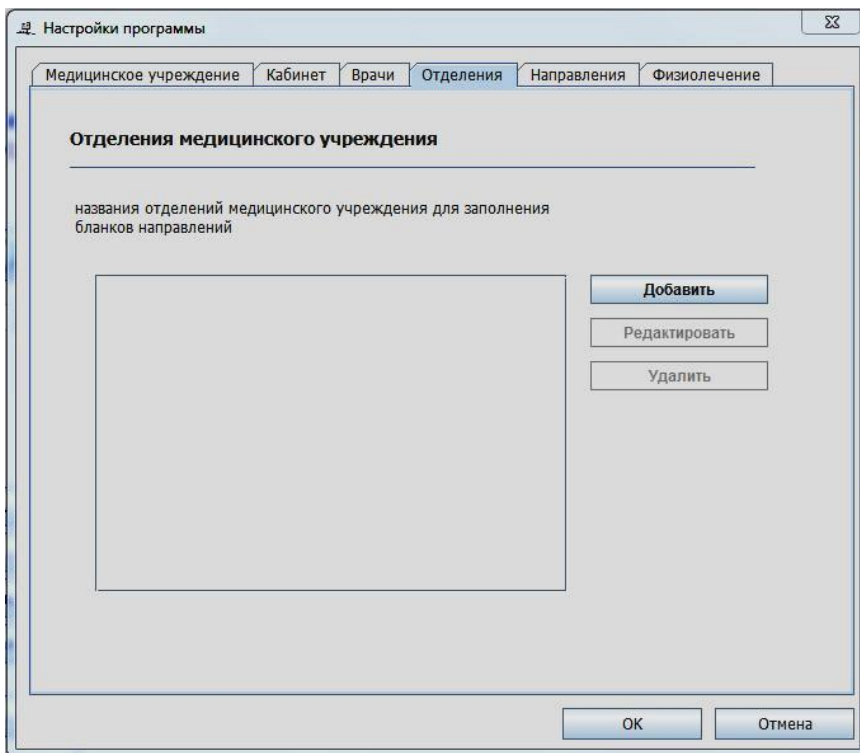 Настройки программы
Медицинское учреждение Кабинет Врачи Отделения Направления Физиолечение
Отделения медицинского учреждения
названия отделений медицинского учреждения для заполнения
бланков направлений
Добавить
Редактировать
Удалить
OK Отмена